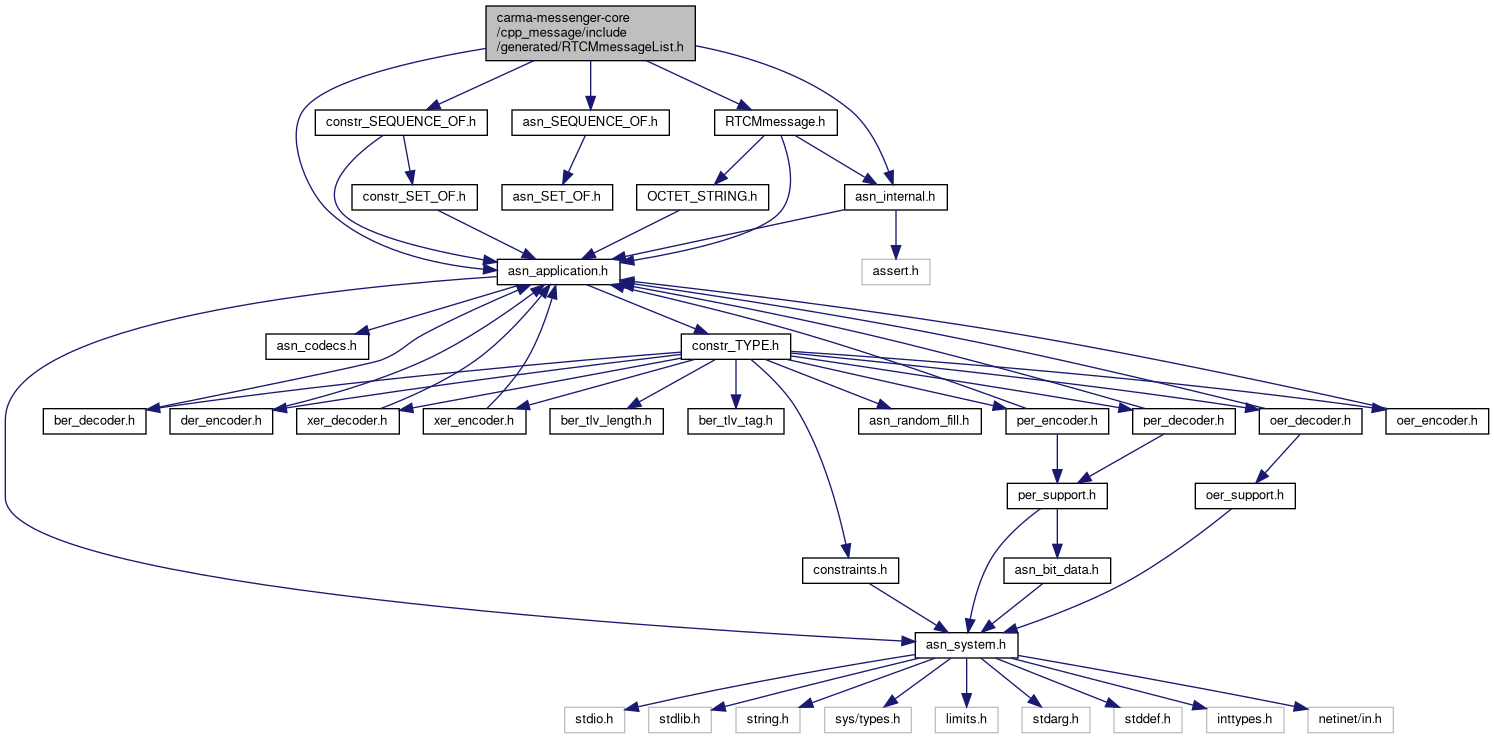 carma-messenger-core
/cpp_message/include
/generated/RTCMmessageList.h
constr_SEQUENCE_OF.h
asn_SEQUENCE_OF.h
RTCMmessage.h
constr_SET_OF.h
asn_SET_OF.h
OCTET_STRING.h
asn_internal.h
asn_application.h
assert.h
asn_codecs.h
constr_TYPE.h
ber_decoder.h
der_encoder.h
xer_decoder.h
xer_encoder.h
ber_tlv_length.h
ber_tlv_tag.h
asn_random_fill.h
per_encoder.h
per_decoder.h
oer_decoder.h
oer_encoder.h
per_support.h
oer_support.h
constraints.h
asn_bit_data.h
asn_system.h
stdio.h
stdlib.h
string.h
sys/types.h
limits.h
stdarg.h
stddef.h
inttypes.h
netinet/in.h